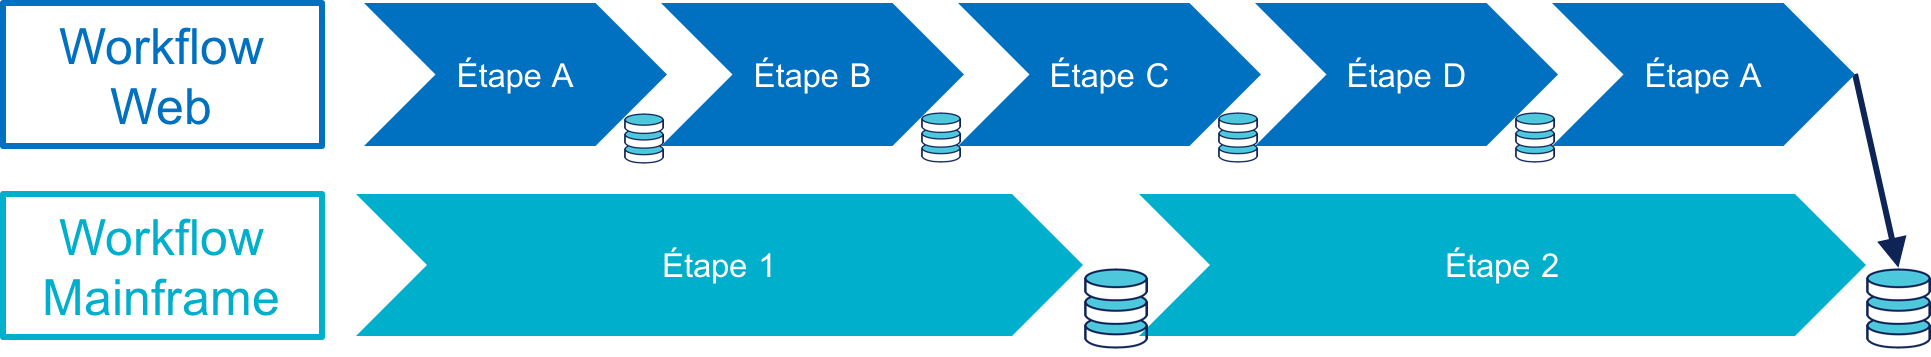 Workflow
Web
Étape A
Étape B
Étape C
Étape D
Étape A
Workflow
Mainframe
Étape 1
Étape 2